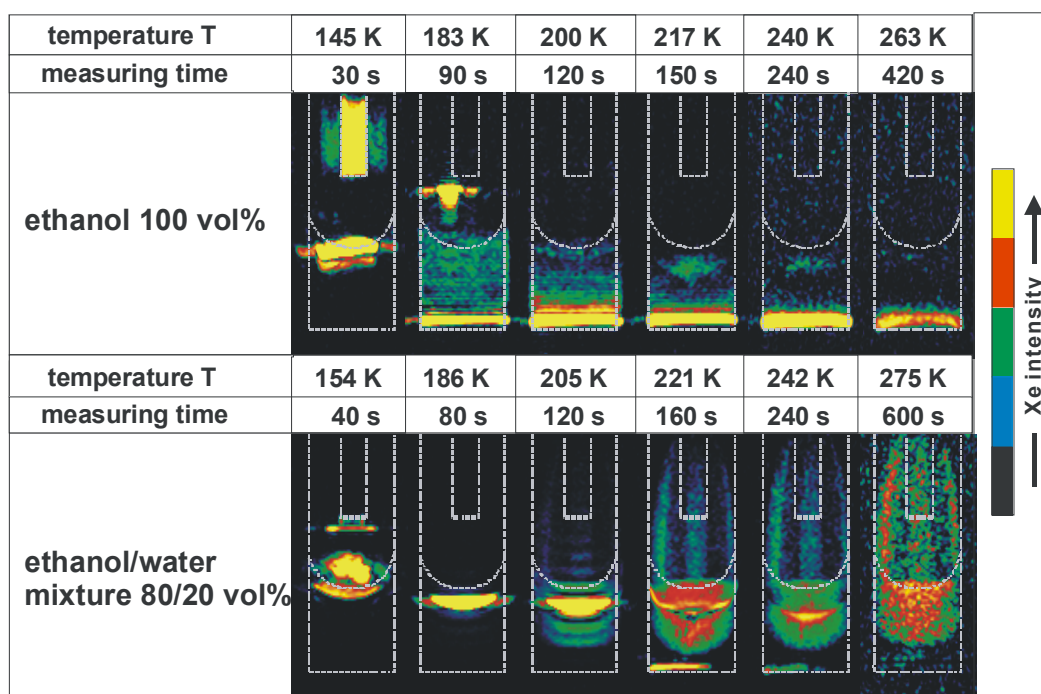 temperature T 145 K 183 K 200 K 217 K 240 K 263 K
measuring time 30 s 90 s 120 s 150 s 240 s 420 s
ethanol 100 vol%
temperature T 154 K 186 K 205 K 221 K 242 K 275 K
measuring time 40 s 80 s 120 s 160 s 240 s 600 s
ethanol/water
mixture 80/20 vol%
Xe intensity